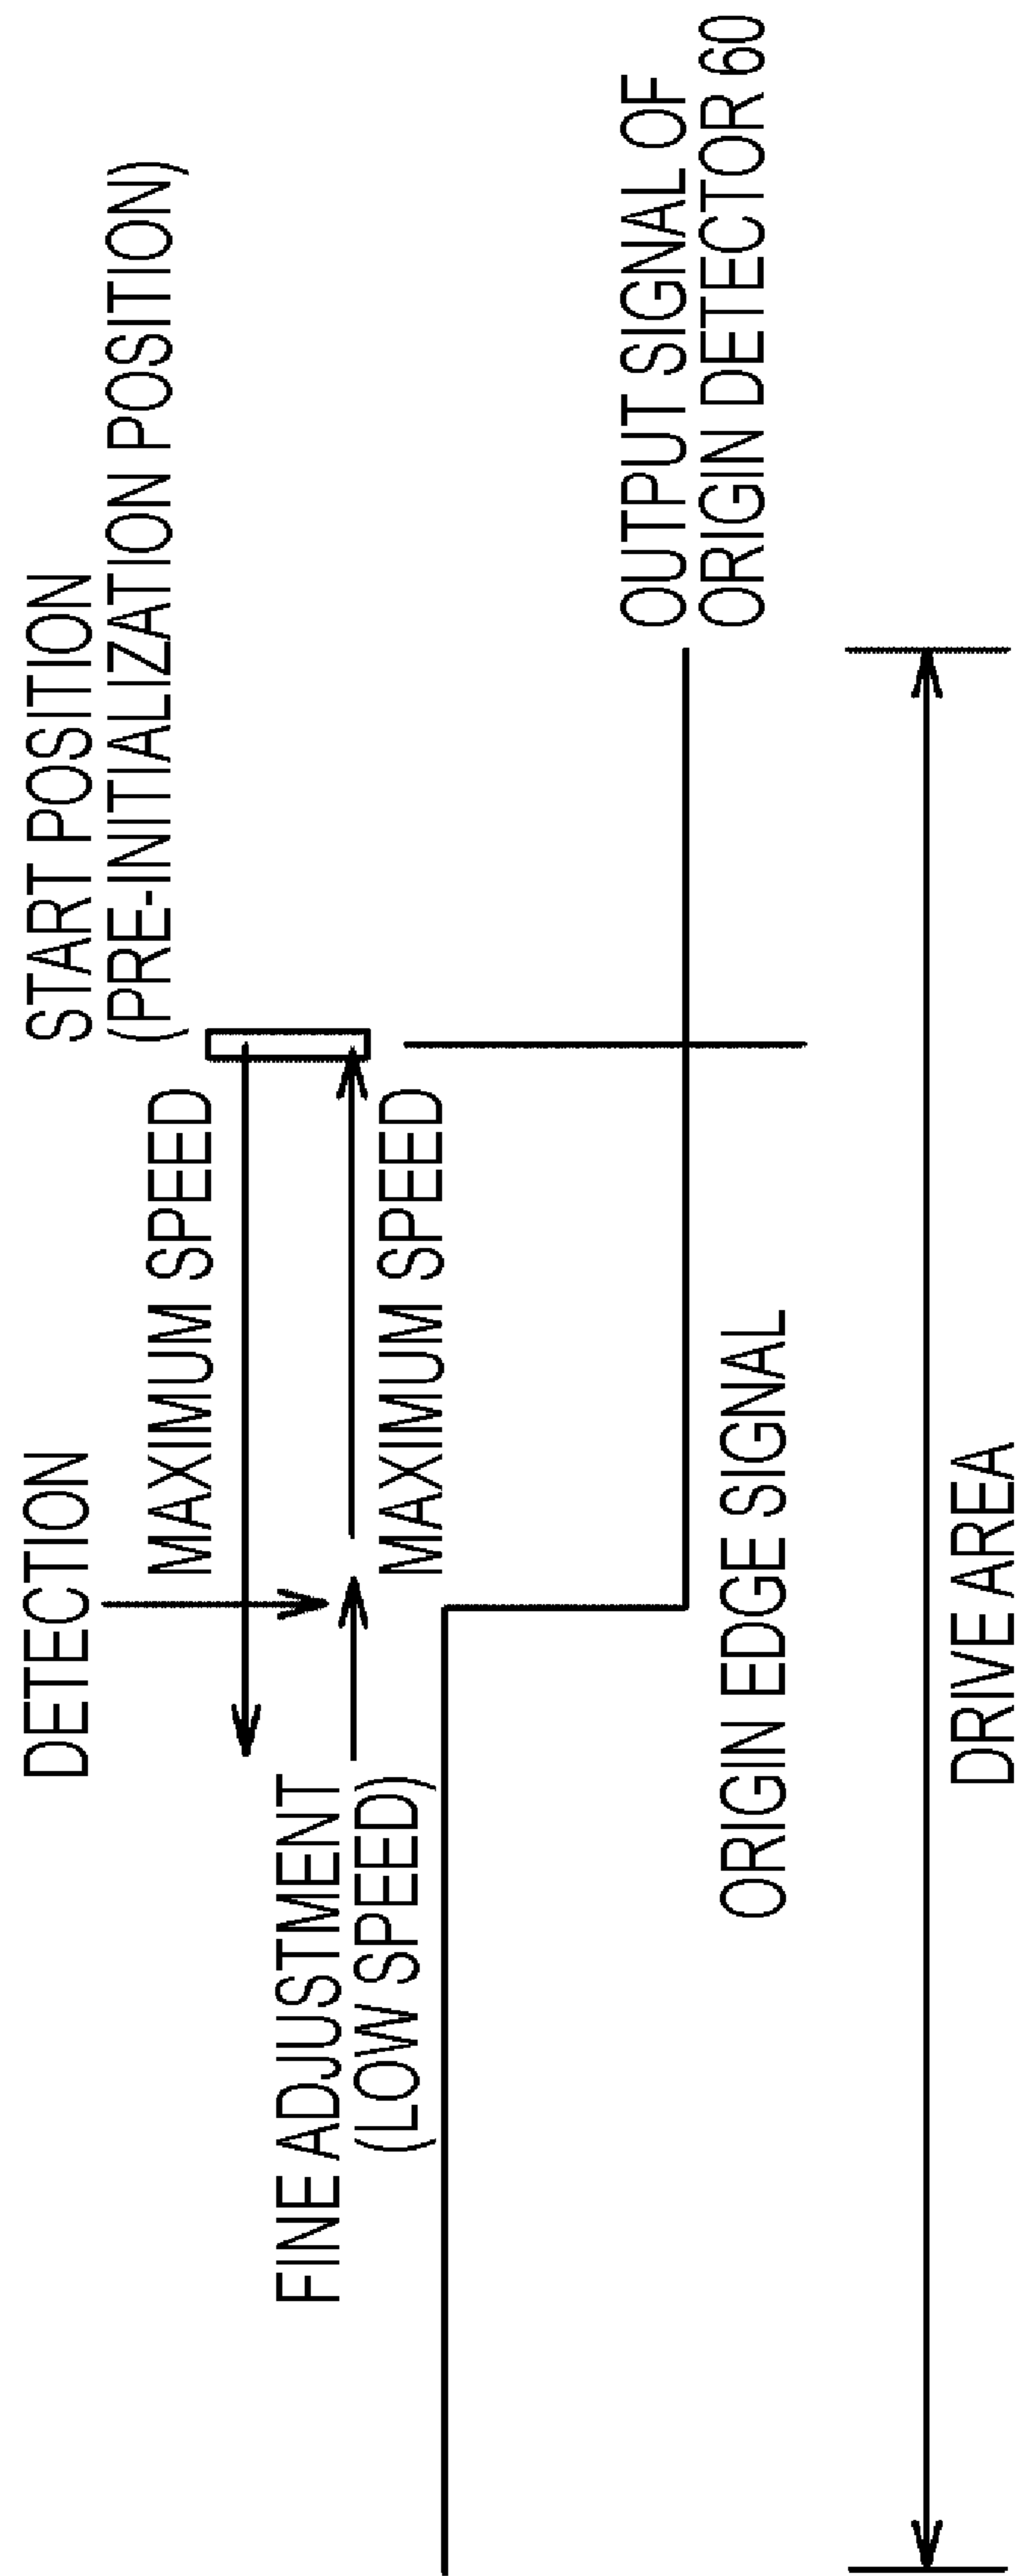 START POSITION
(PRE-INITIALIZATION POSITION)
DETECTION
MAXIMUM SPEED
FINE ADJUSTMENT
(LOW SPEED)
MAXIMUM SPEED
OUTPUT SIGNAL OF
ORIGIN DETECTOR 60
ORIGIN EDGE SIGNAL
DRIVE AREA